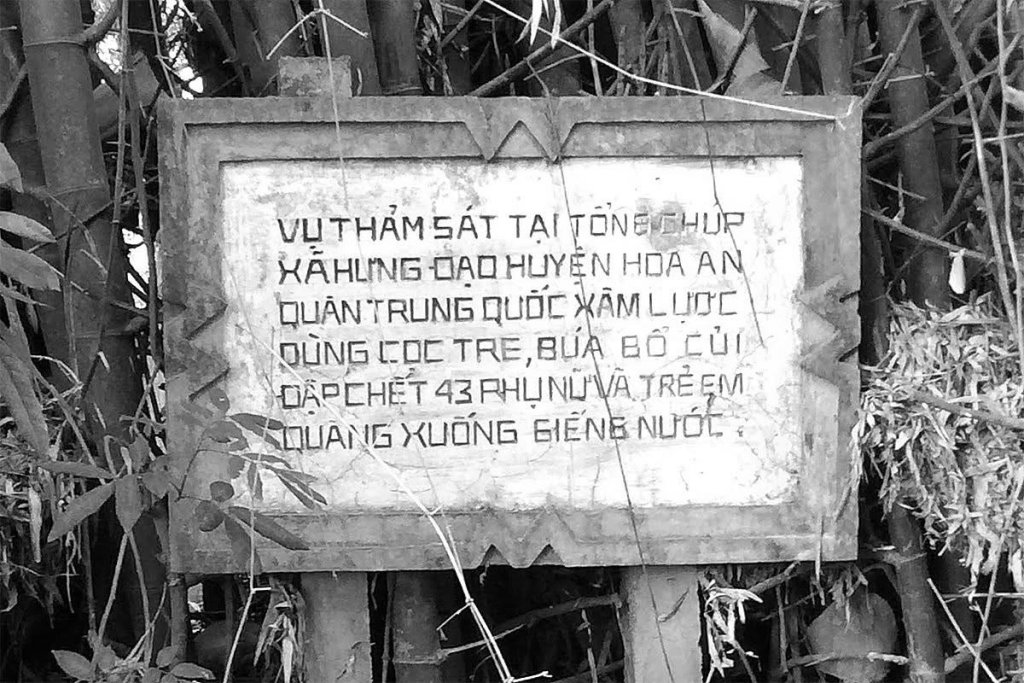 VỤ THẢM SÁT TẠI TỔNG CHUP
XÃ HƯNG ĐẠO HUYỆN HOÀ AN
QUÂN TRUNG QUỐC XÂM LƯỢC
DÙNG CỌC TRE, BÚA BỔ CỦI
ĐẬP CHẾT 43 PHỤ NỮ VÀ TRẺ EM
QUĂNG XUỐNG GIẾNG NƯỚC.